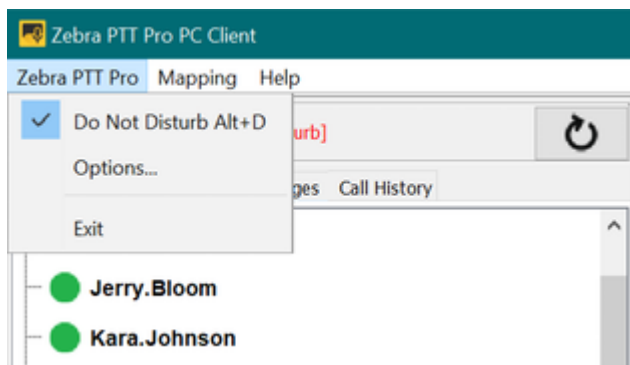 Zebra PTT Pro PC Client
Zebra PTT Pro Mapping Help
Do Not Disturb Alt+D
urb]
Options...
ges Call History
Exit
Jerry.Bloom
Kara.Johnson